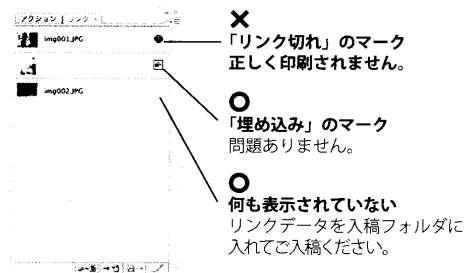 アクション リンク ×
img001.JPG
img002.JPG
×
「リンク切れ」のマーク
正しく印刷されません。
○
「埋め込み」のマーク
問題ありません。
○
何も表示されていない
リンクデータを入稿フォルダに
入れてご入稿ください。